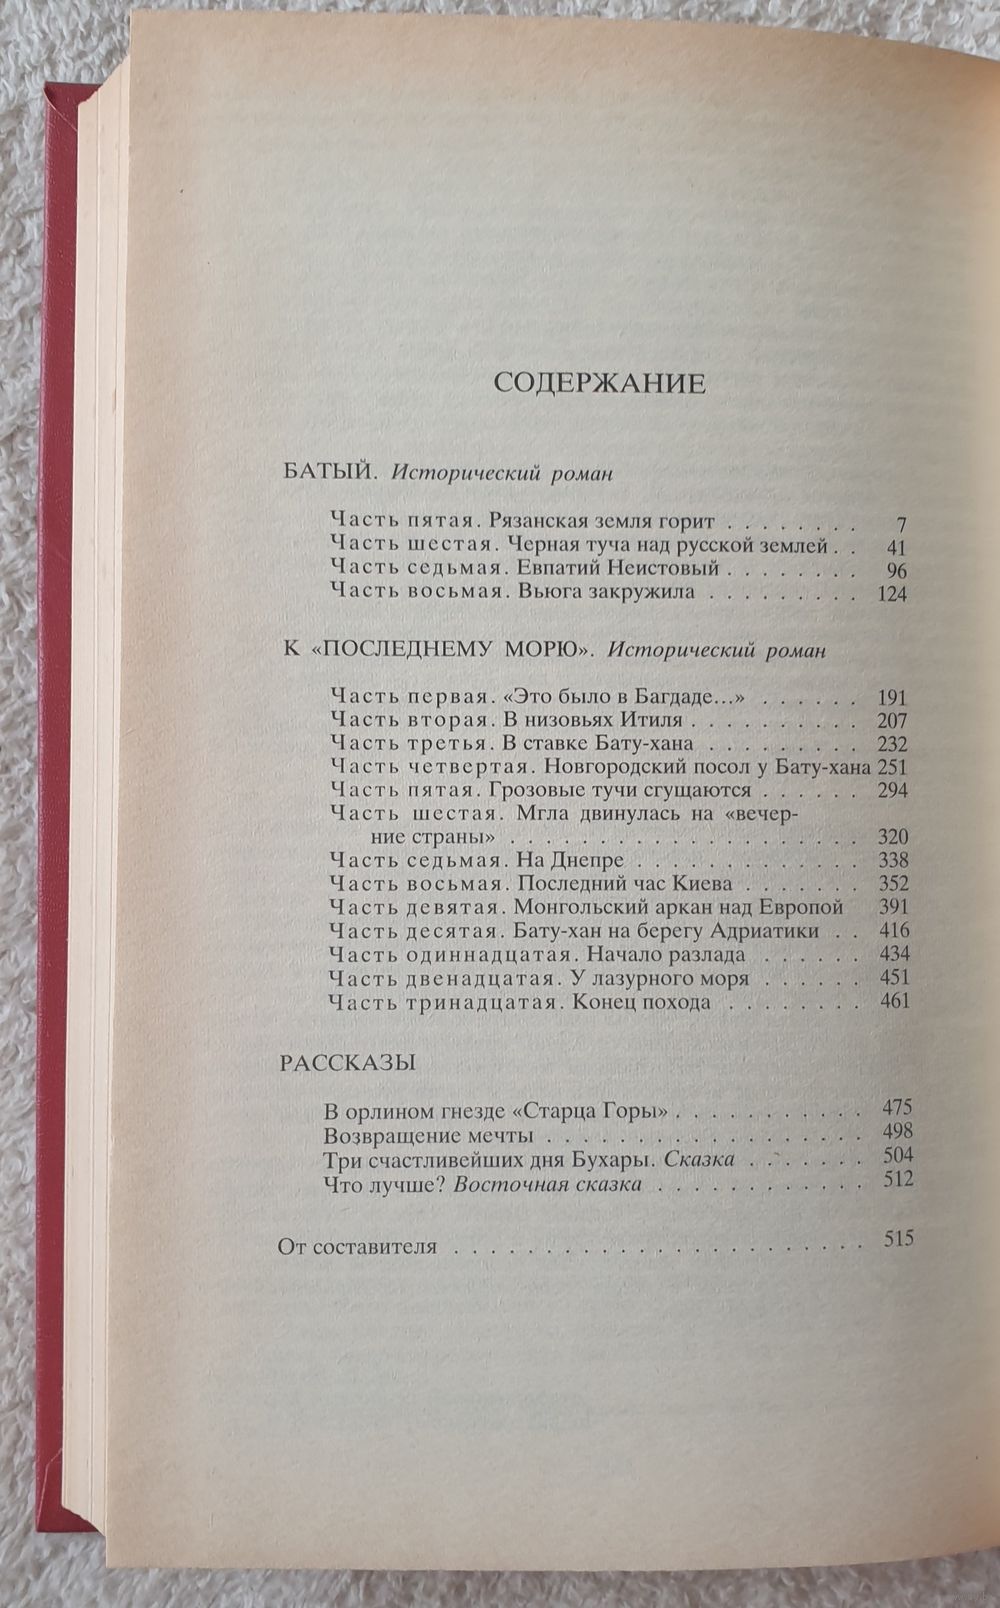 СОДЕРЖАНИЕ
БАТЫЙ. Исторический роман
Часть пятая. Рязанская земля горит . . . . . . . . 7
Часть шестая. Черная туча над русской землей . . 41
Часть седьмая. Евпатий Неистовый . . . . . . . . 96
Часть восьмая. Вьюга закружила . . . . . . . . . 124
К «ПОСЛЕДНЕМУ МОРЮ». Исторический роман
Часть первая. «Это было в Багдаде...» . . . . . . 191
Часть вторая. В низовьях Итиля . . . . . . . . . . 207
Часть третья. В ставке Бату-хана . . . . . . . . . 232
Часть четвертая. Новгородский посол у Бату-хана 251
Часть пятая. Грозовые тучи сгущаются . . . . . . 294
Часть шестая. Мгла двинулась на «вечер-
ние страны» . . . . . . . . . . . . . . . . . . . . 320
Часть седьмая. На Днепре . . . . . . . . . . . . . 338
Часть восьмая. Последний час Киева . . . . . . . 352
Часть девятая. Монгольский аркан над Европой 391
Часть десятая. Бату-хан на берегу Адриатики . . 416
Часть одиннадцатая. Начало разлада . . . . . . 434
Часть двенадцатая. У лазурного моря . . . . . . 451
Часть тринадцатая. Конец похода . . . . . . . . 461
РАССКАЗЫ
В орлином гнезде «Старца Горы» . . . . . . . . . . . 475
Возвращение мечты . . . . . . . . . . . . . . . . . . 498
Три счастливейших дня Бухары. Сказка . . . . . . . 504
Что лучше? Восточная сказка . . . . . . . . . . . . 512
От составителя . . . . . . . . . . . . . . . . . . . . . . . 515